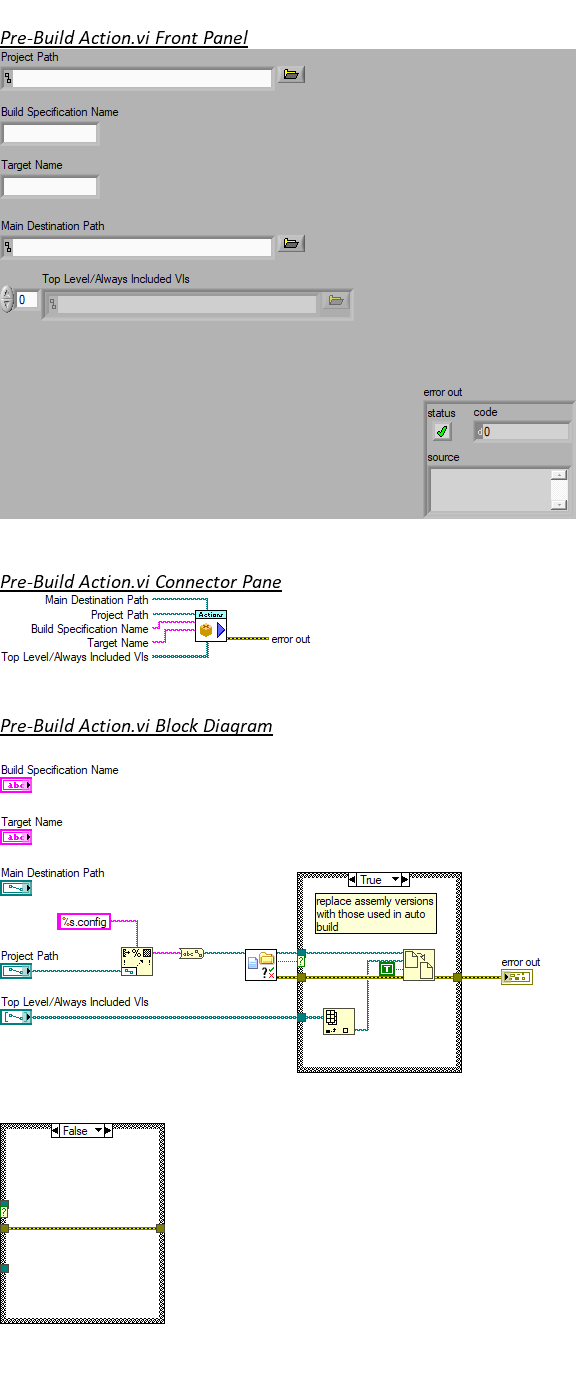 Pre-Build Action.vi Front Panel
Project Path
Build Specification Name
Target Name
Main Destination Path
Top Level/Always Included VIs
0
error out
status code
d0
source
Pre-Build Action.vi Connector Pane
Main Destination Path
Project Path
Build Specification Name
Target Name
Top Level/Always Included VIs
Actions
error out
Pre-Build Action.vi Block Diagram
Build Specification Name
abc
Target Name
abc
Main Destination Path
True
replace assemly versions
with those used in auto
build
%s.config
Project Path
abc
?
T
error out
Top Level/Always Included VIs
False
?